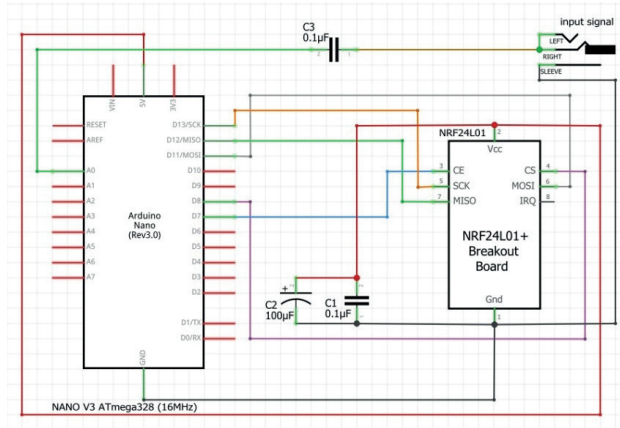 input signal
C3
0.1µF
2
1
LEFT
RIGHT
SLEEVE
VIN
5V
3V3
RESET
AREF
A0
A1
A2
A3
A4
A5
A6
A7
D13/SCK
D12/MISO
D11/MOSI
D10
D9
D8
D7
D6
D5
D4
D3
D2
D1/TX
D0/RX
GND
Arduino
Nano
(Rev3.0)
NRF24L01
2
Vcc
3
CE
5
SCK
7
MISO
CS
4
MOSI
6
IRQ
8
NRF24L01+
Breakout
Board
Gnd
1
+
C2
100µF
C1
0.1µF
NANO V3 ATmega328 (16MHz)